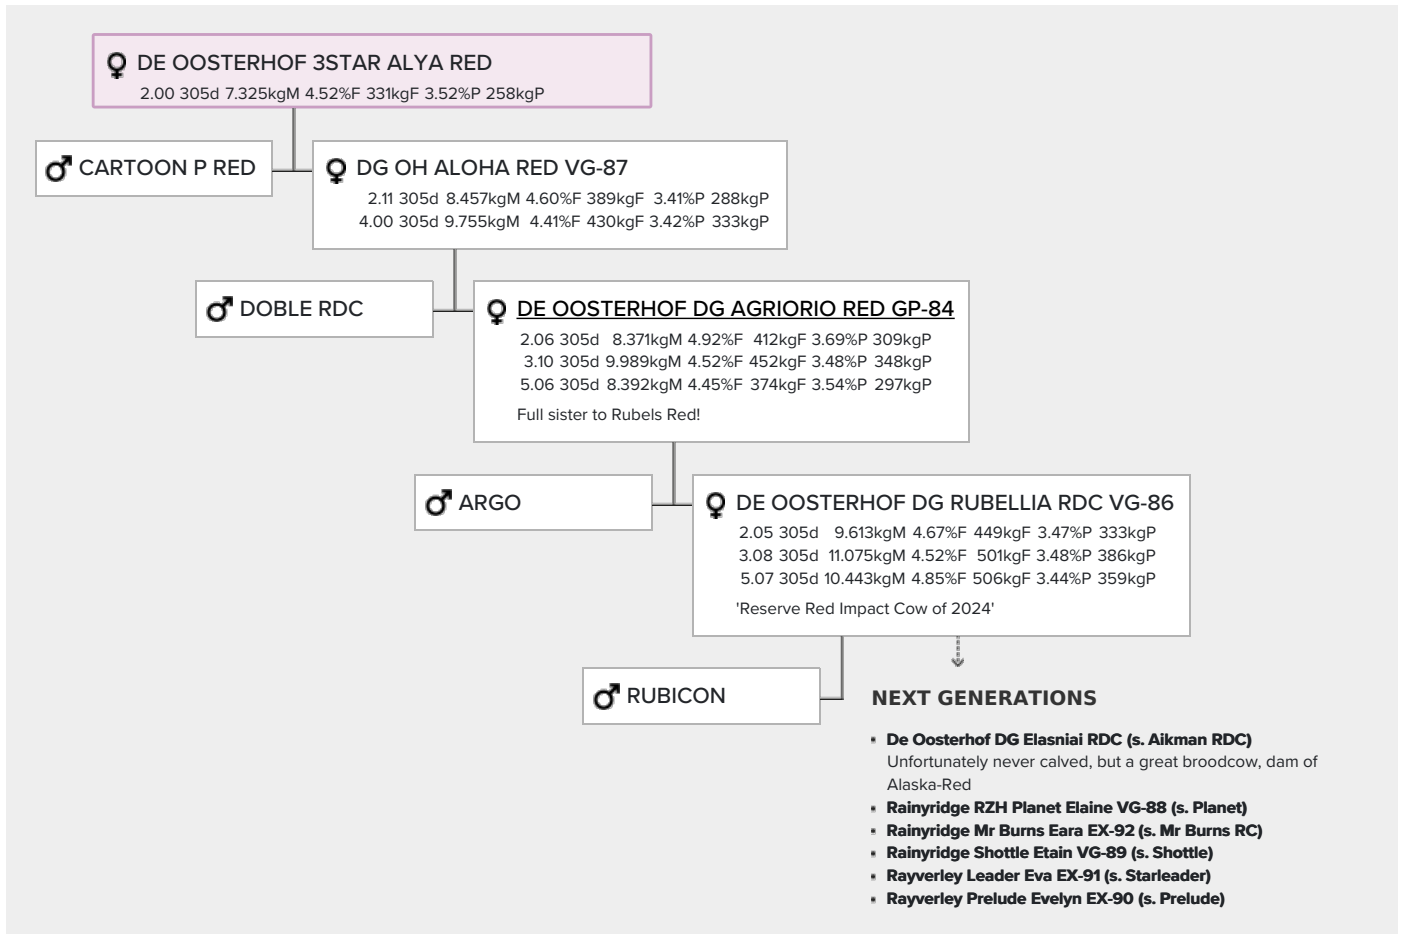 DE OOSTERHOF 3STAR ALYA RED
2.00 305d 7.325kgM 4.52%F 331kgF 3.52%P 258kgP
CARTOON P RED
DG OH ALOHA RED VG-87
2.11 305d 8.457kgM 4.60%F 389kgF 3.41%P 288kgP
4.00 305d 9.755kgM 4.41%F 430kgF 3.42%P 333kgP
DOBLE RDC
DE OOSTERHOF DG AGRIORIO RED GP-84
2.06 305d 8.371kgM 4.92%F 412kgF 3.69%P 309kgP
3.10 305d 9.989kgM 4.52%F 452kgF 3.48%P 348kgP
5.06 305d 8.392kgM 4.45%F 374kgF 3.54%P 297kgP
Full sister to Rubels Red!
ARGO
DE OOSTERHOF DG RUBELLIA RDC VG-86
2.05 305d 9.613kgM 4.67%F 449kgF 3.47%P 333kgP
3.08 305d 11.075kgM 4.52%F 501kgF 3.48%P 386kgP
5.07 305d 10.443kgM 4.85%F 506kgF 3.44%P 359kgP
'Reserve Red Impact Cow of 2024'
RUBICON
NEXT GENERATIONS
De Oosterhof DG Elasniai RDC (s. Aikman RDC)
Unfortunately never calved, but a great broodcow, dam of
Alaska-Red
Rainyridge RZH Planet Elaine VG-88 (s. Planet)
Rainyridge Mr Burns Eara EX-92 (s. Mr Burns RC)
Rainyridge Shottle Etain VG-89 (s. Shottle)
Rayverley Leader Eva EX-91 (s. Starleader)
Rayverley Prelude Evelyn EX-90 (s. Prelude)